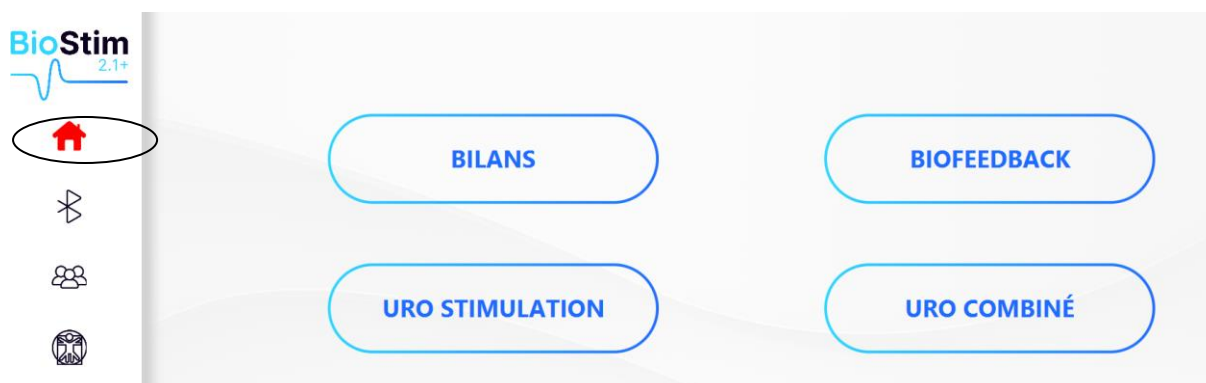 BioStim
2.1+
BILANS
BIOFEEDBACK
URO STIMULATION
URO COMBINÉ